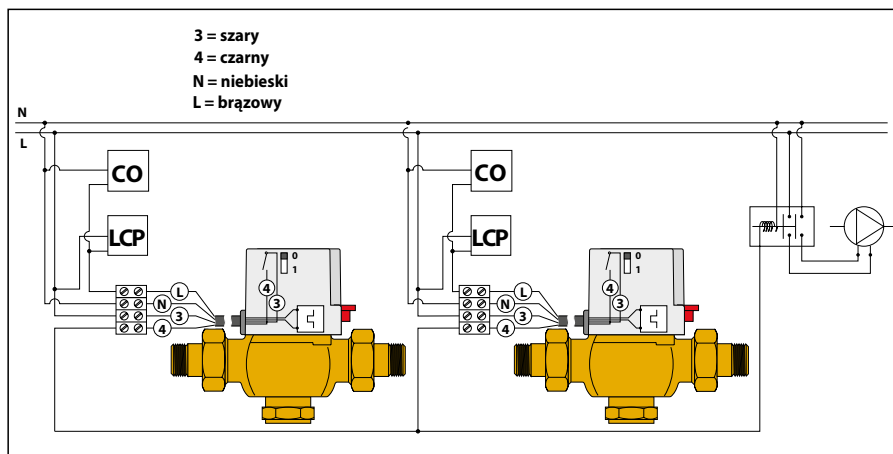 3 = szary
4 = czarny
N = niebieski
L = brązowy
N
L
CO
CO
LCP
LCP
0
1
0
1
4
3
4
3
L
N
3
4
L
N
3
4